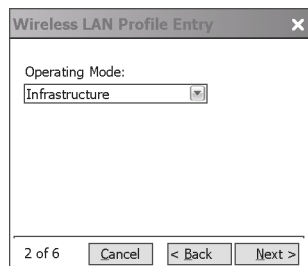 Wireless LAN Profile Entry
Operating Mode:
Infrastructure
2 of 6 Cancel < Back Next >